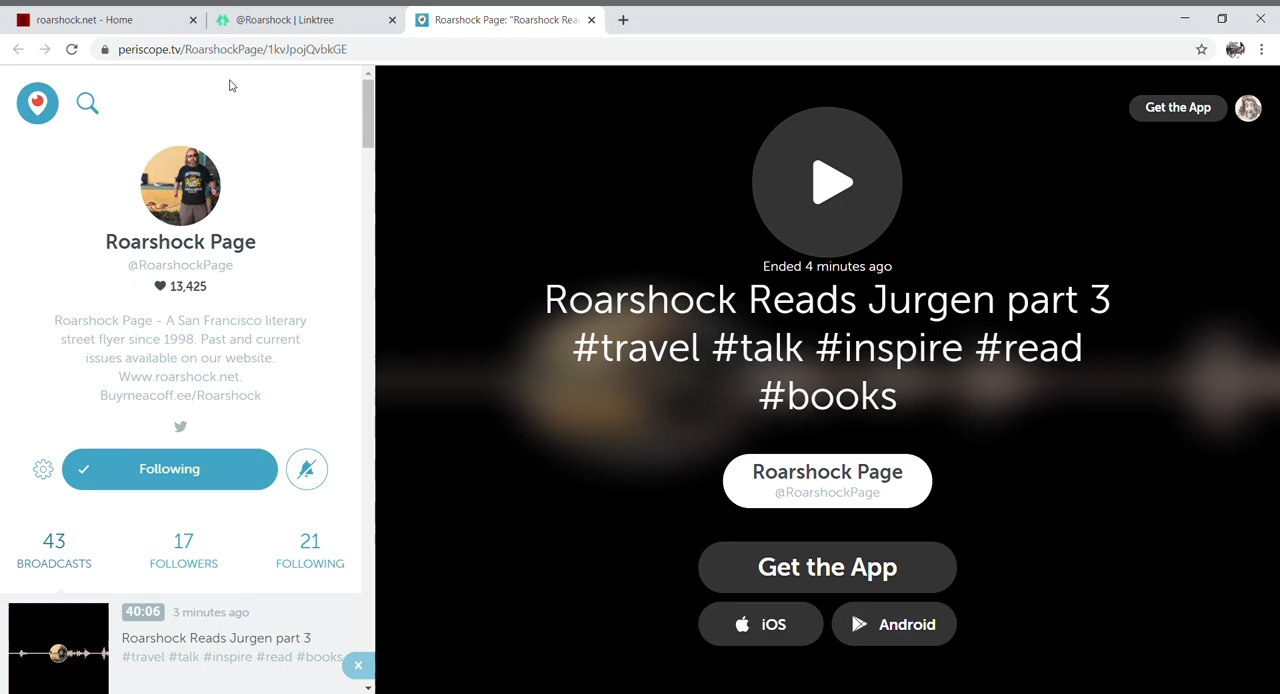 roarshock.net - Home
@Roarshock | Linktree
Roarshock Page: "Roarshock Rea
periscope.tv/RoarshockPage/1kvJpojQvbkGE
Roarshock Page
@RoarshockPage
13,425
Roarshock Page - A San Francisco literary
street flyer since 1998. Past and current
issues available on our website.
Www.roarshock.net.
Buymeacoff.ee/Roarshock
Following
43
BROADCASTS
17
FOLLOWERS
21
FOLLOWING
40:06
3 minutes ago
Roarshock Reads Jurgen part 3
#travel #talk #inspire #read #books
x
Get the App
Ended 4 minutes ago
Roarshock Reads Jurgen part 3
#travel #talk #inspire #read
#books
Roarshock Page
@RoarshockPage
Get the App
iOS
Android